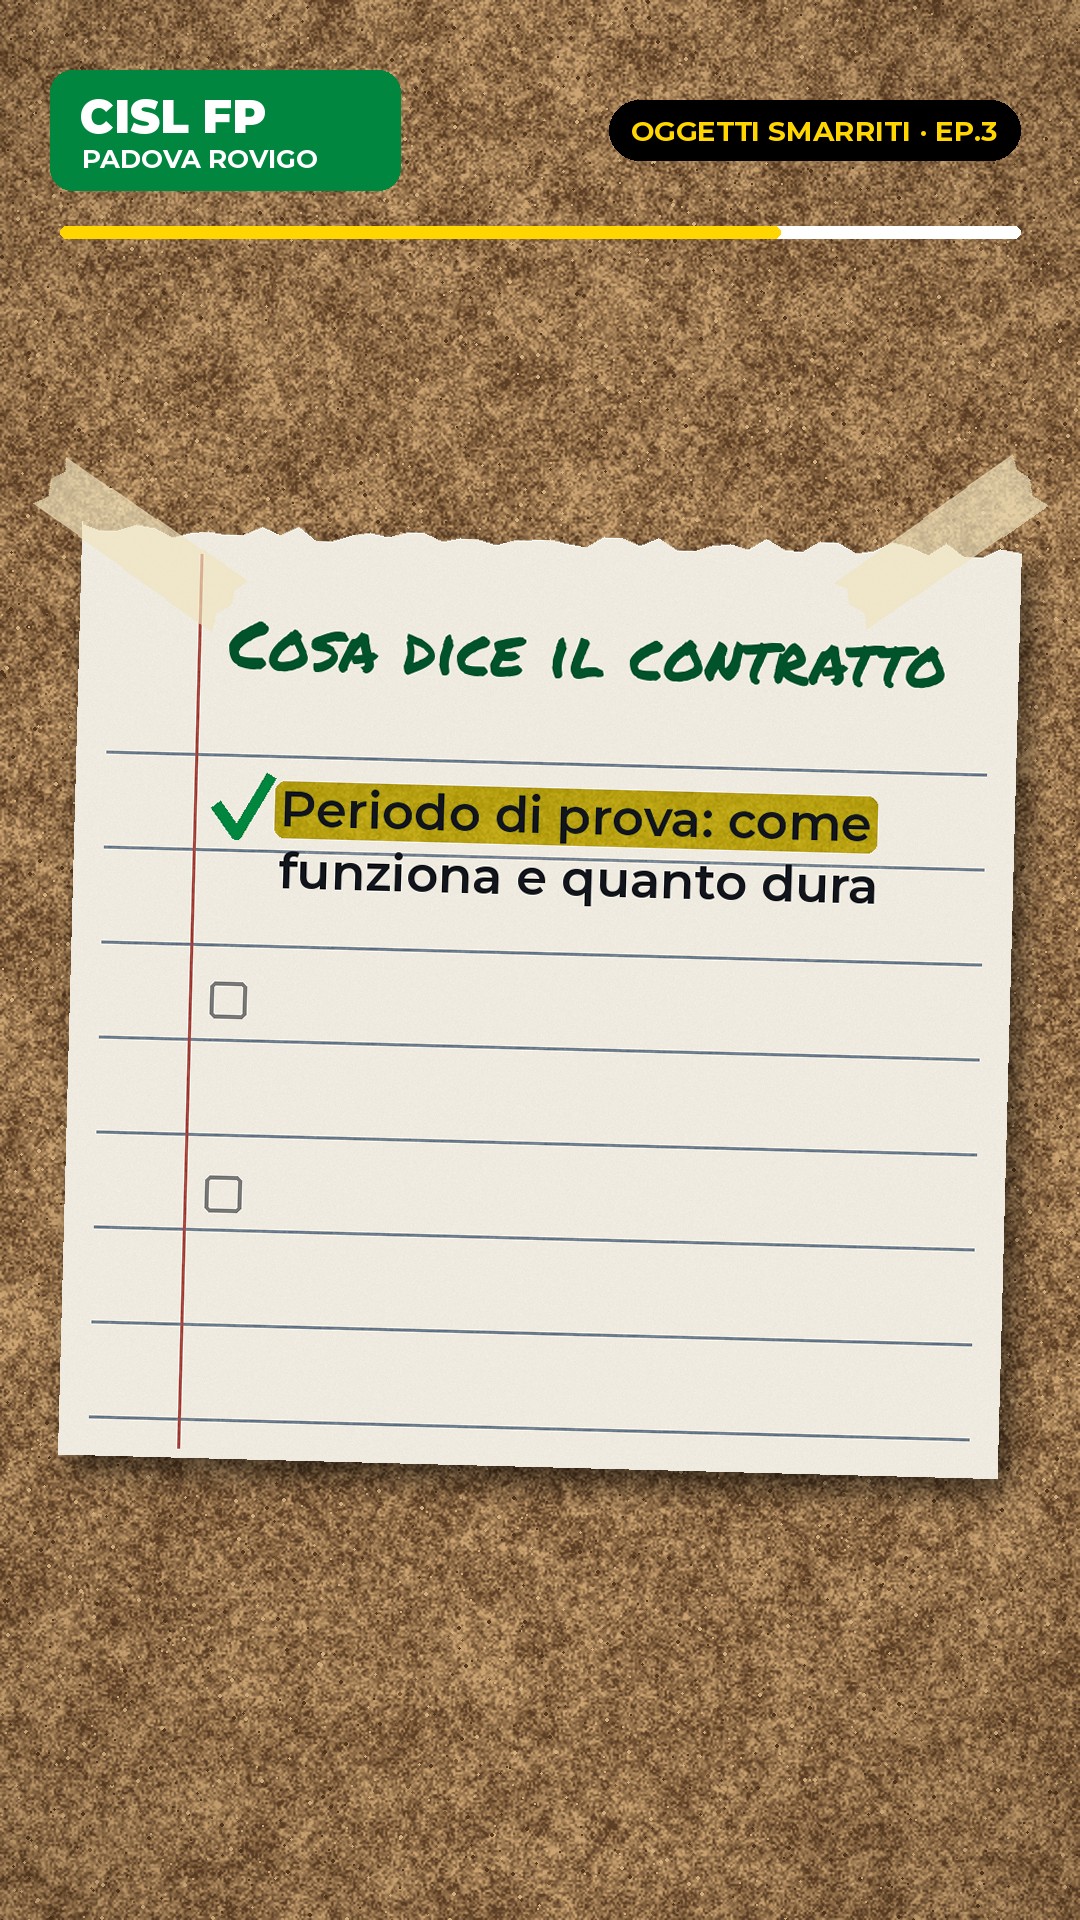 CISL FP
PADOVA ROVIGO
OGGETTI SMARRITI · EP.3
COSA DICE IL CONTRATTO
Periodo di prova: come
funziona e quanto dura